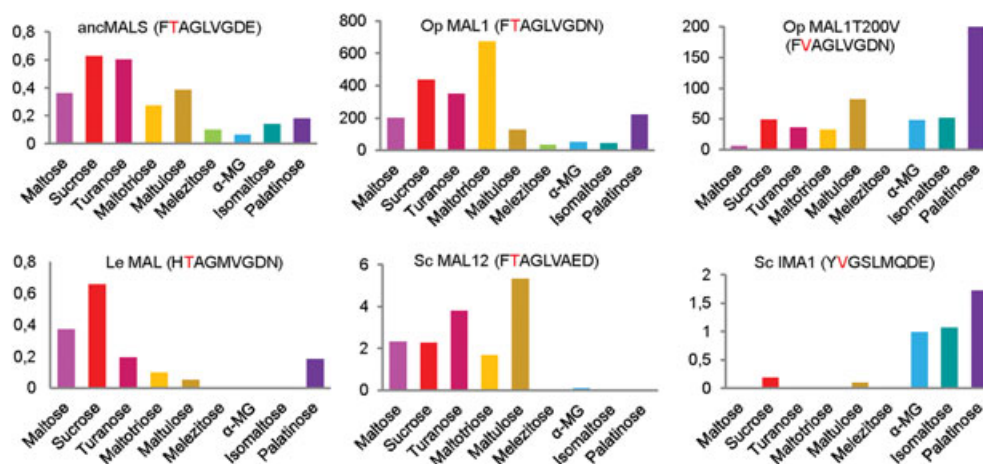 ancMALS (FTAGLVGDE)
0,8
0,6
0,4
0,2
0
Maltose
Sucrose
Turanose
Maltotriose
Maltulose
Melezitose
α-MG
Isomaltose
Palatinose
Op MAL1 (FTAGLVGDN)
800
600
400
200
0
Maltose
Sucrose
Turanose
Maltotriose
Maltulose
Melezitose
α-MG
Isomaltose
Palatinose
Op MAL1T200V
(FVAGLVGDN)
200
150
100
50
0
Maltose
Sucrose
Turanose
Maltotriose
Maltulose
Melezitose
α-MG
Isomaltose
Palatinose
Le MAL (HTAGMVGDN)
0,8
0,6
0,4
0,2
0
Maltose
Sucrose
Turanose
Maltotriose
Maltulose
Melezitose
α-MG
Isomaltose
Palatinose
Sc MAL12 (FTAGLVAED)
6
4
2
0
Maltose
Sucrose
Turanose
Maltotriose
Maltulose
Melezitose
α-MG
Isomaltose
Palatinose
Sc IMA1 (YVGSLMQDE)
2
1,5
1
0,5
0
Maltose
Sucrose
Turanose
Maltotriose
Maltulose
Melezitose
α-MG
Isomaltose
Palatinose